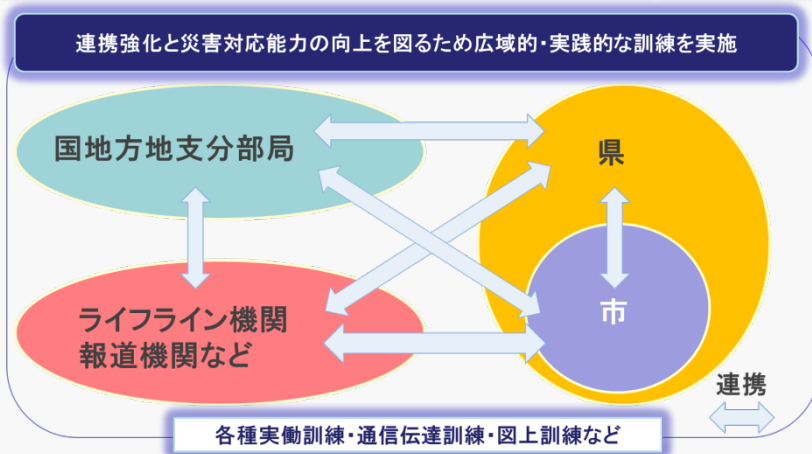 連携強化と災害対応能力の向上を図るため広域的・実践的な訓練を実施
国地方地支分部局
県
ライフライン機関
報道機関など
市
連携
各種実働訓練・通信伝達訓練・図上訓練など